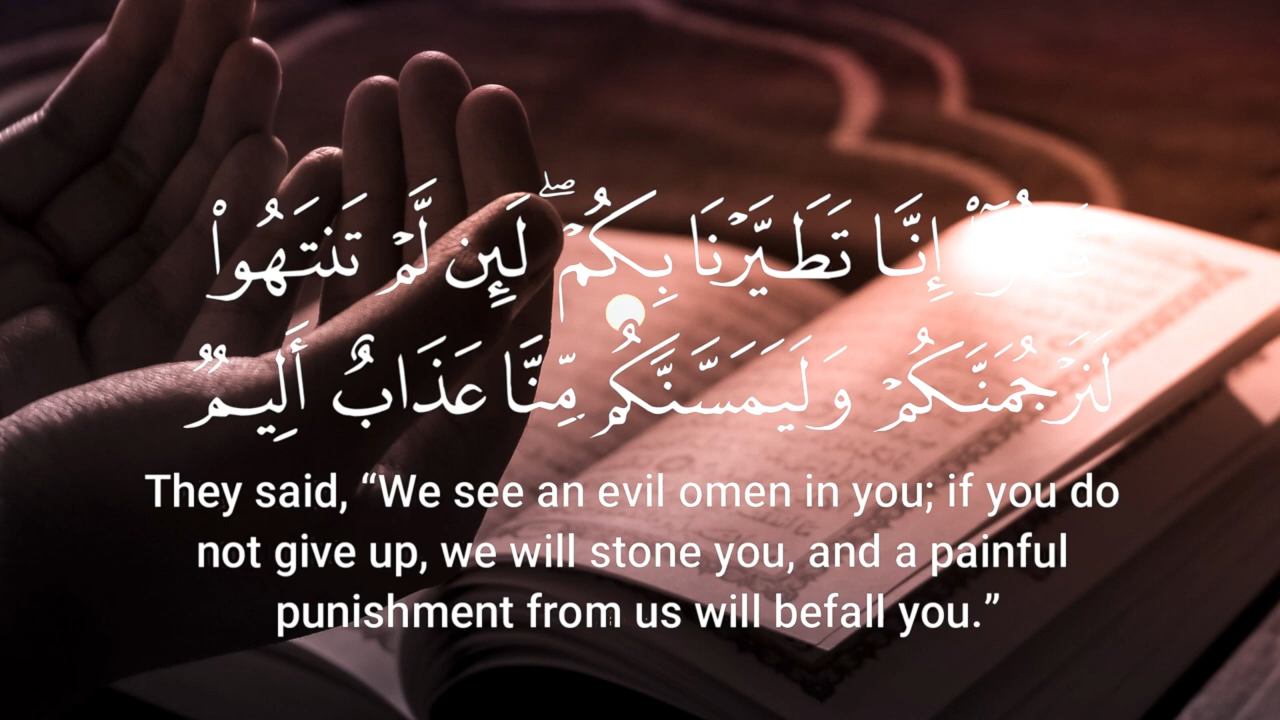 قَالُوٓا۟ إِنَّا تَطَيَّرْنَا بِكُمْ ۖ لَئِن لَّمْ تَنتَهُوا۟
لَنَرْجُمَنَّكُمْ وَلَيَمَسَّنَّكُم مِّنَّا عَذَابٌ أَلِيمٌۭ
They said, “We see an evil omen in you; if you do
not give up, we will stone you, and a painful
punishment from us will befall you.”